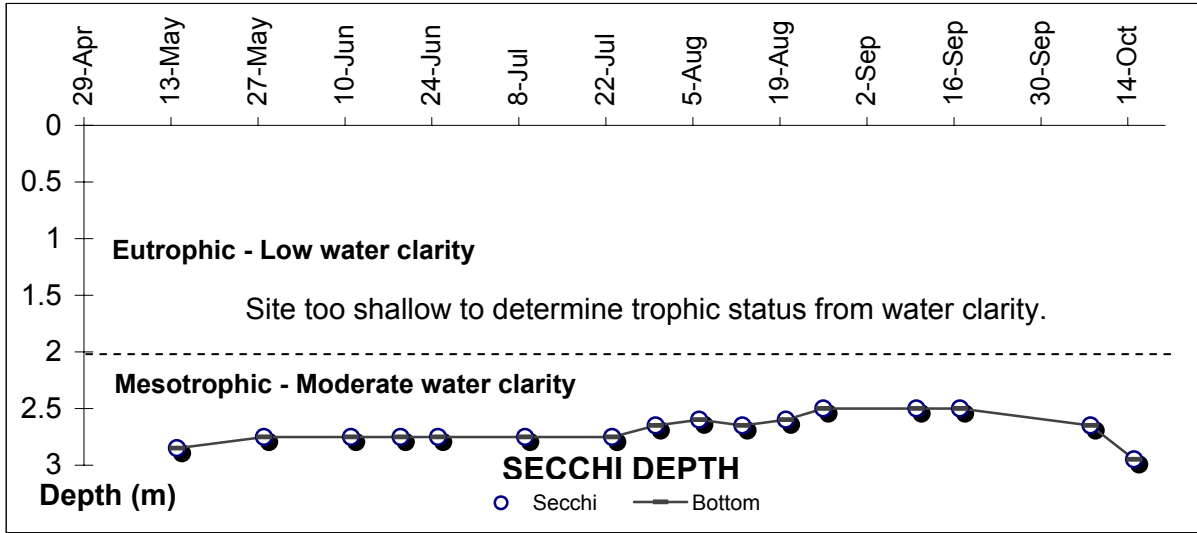 29-Apr
13-May
27-May
10-Jun
24-Jun
8-Jul
22-Jul
5-Aug
19-Aug
2-Sep
16-Sep
30-Sep
14-Oct
0
0.5
1
Eutrophic - Low water clarity
1.5
Site too shallow to determine trophic status from water clarity.
2
Mesotrophic - Moderate water clarity
2.5
3
SECCHI DEPTH
Depth (m)
Secchi
Bottom